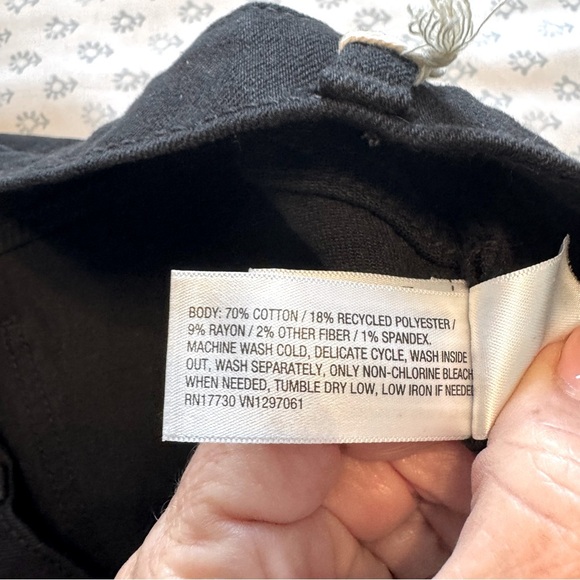 BODY: 70% COTTON / 18% RECYCLED POLYESTER /
9% RAYON / 2% OTHER FIBER / 1% SPANDEX.
MACHINE WASH COLD, DELICATE CYCLE, WASH INSIDE
OUT, WASH SEPARATELY, ONLY NON-CHLORINE BLEACH
WHEN NEEDED, TUMBLE DRY LOW, LOW IRON IF NEEDE
RN17730 VN1297061